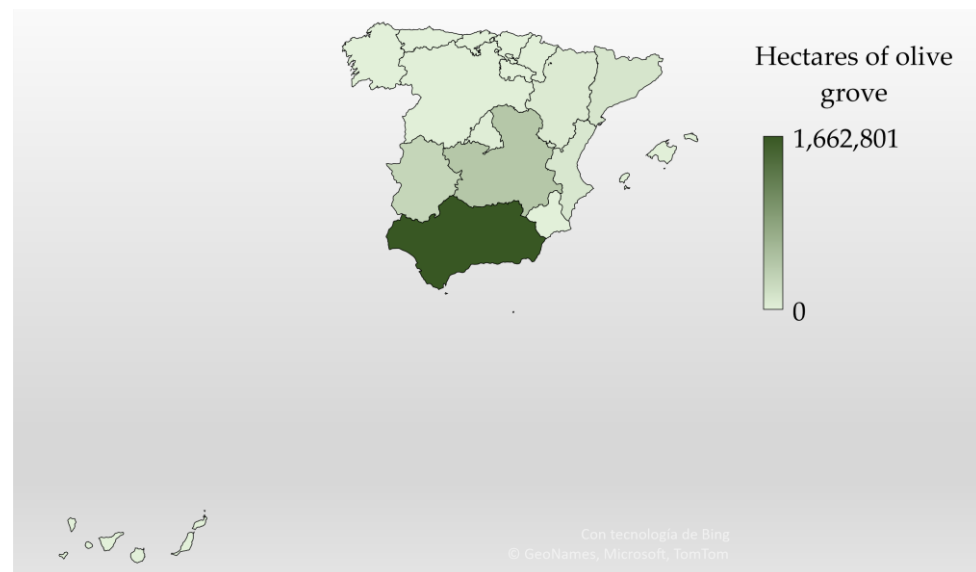 Hectares of olive
grove
1,662,801
0
Con tecnología de Bing
© GeoNames, Microsoft, TomTom